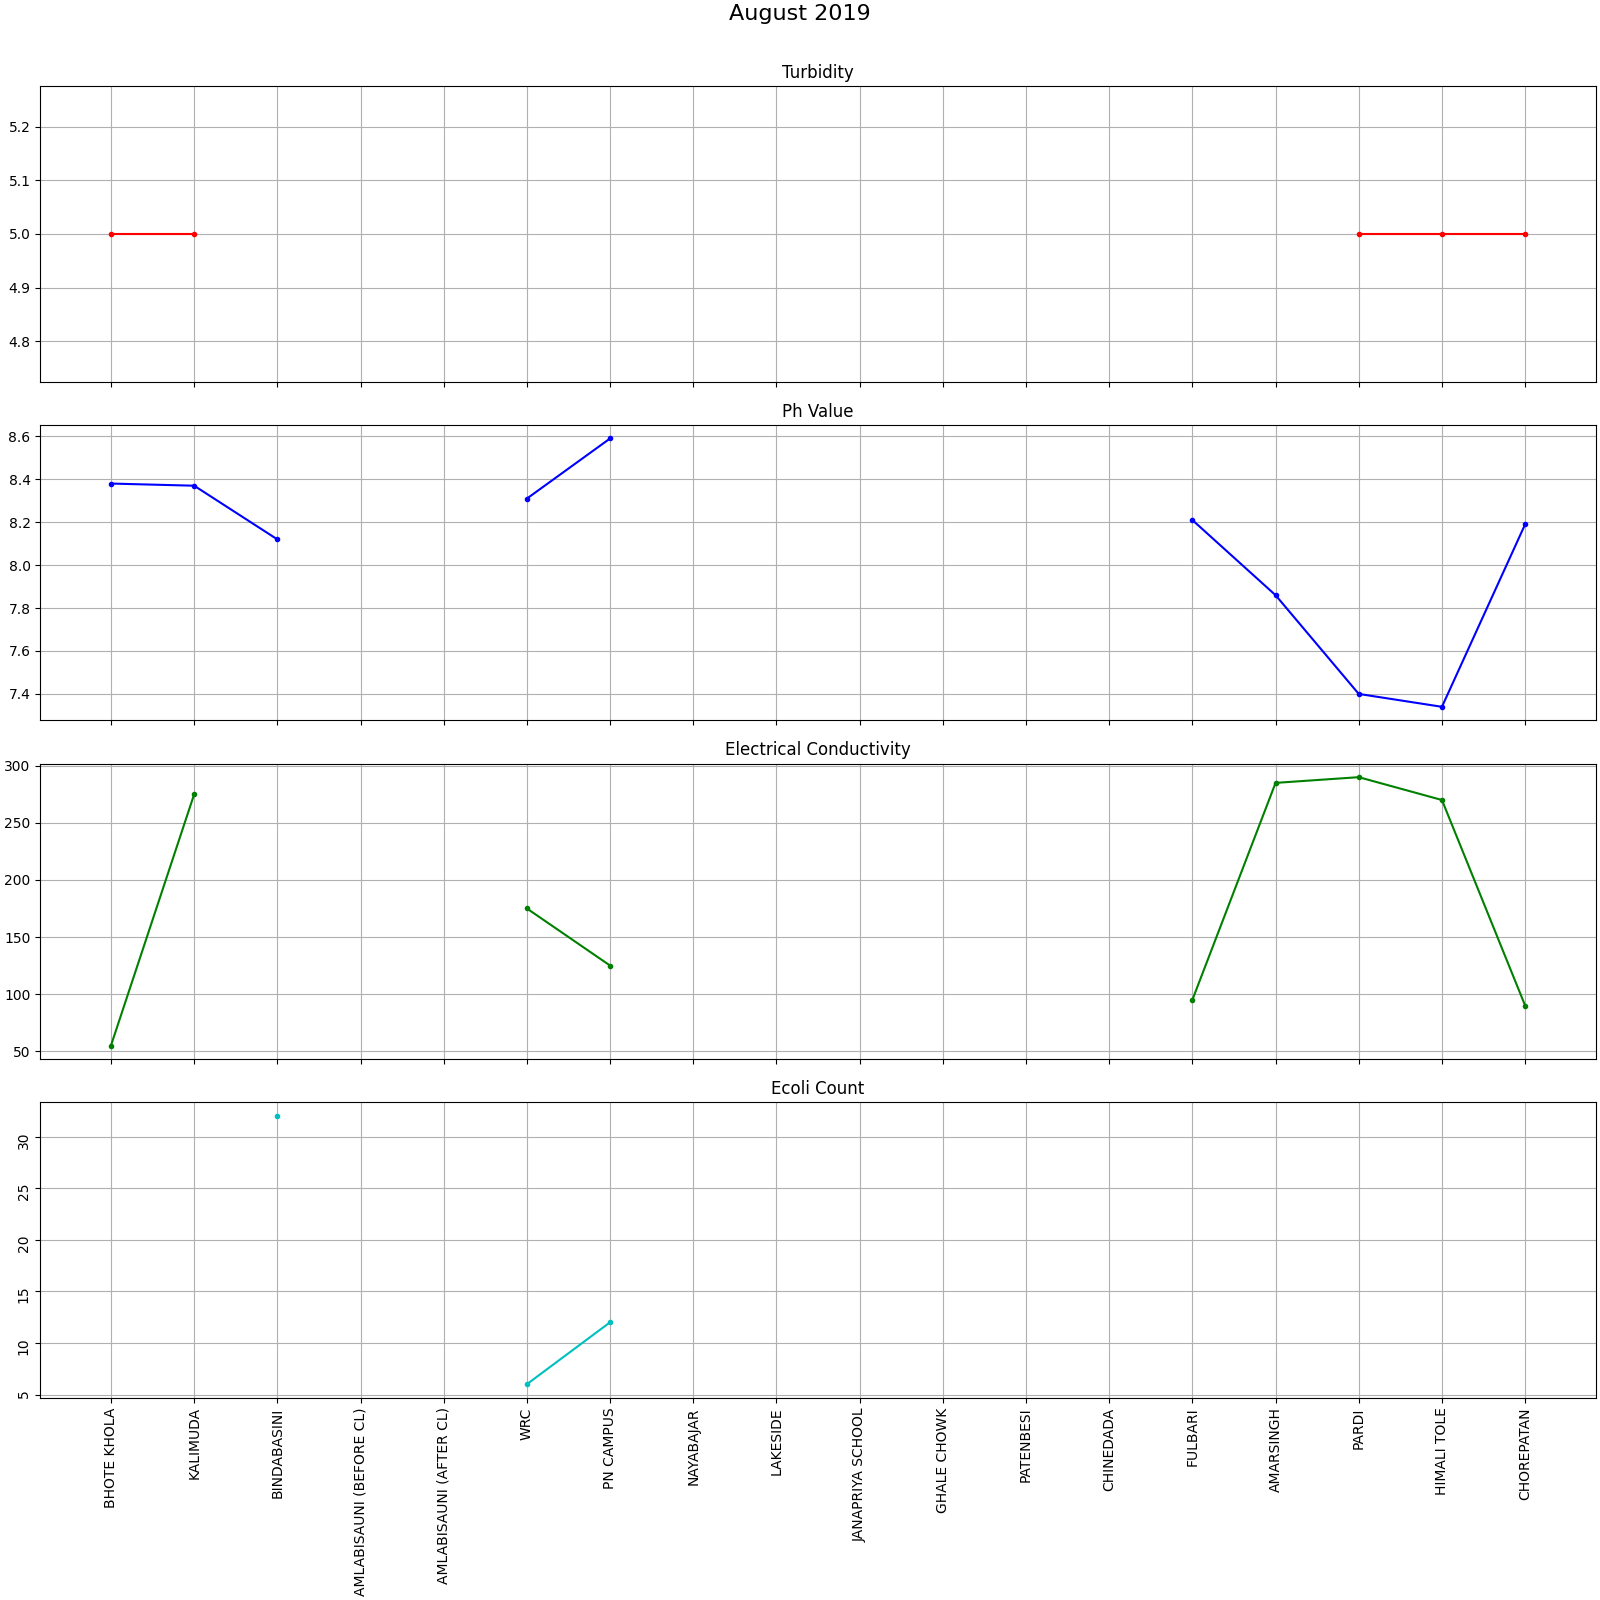 August 2019
Turbidity
5.2
5.1
5.0
4.9
4.8
Ph Value
8.6
8.4
8.2
8.0
7.8
7.6
7.4
Electrical Conductivity
300
250
200
150
100
50
Ecoli Count
30
25
20
15
10
5
BHOTE KHOLA
KALIMUDA
BINDABASINI
AMLABISAUNI (BEFORE CL)
AMLABISAUNI (AFTER CL)
WRC
PN CAMPUS
NAYABAJAR
LAKESIDE
JANAPRIYA SCHOOL
GHALE CHOWK
PATENBESI
CHINEDADA
FULBARI
AMARSINGH
PARDI
HIMALI TOLE
CHOREPATAN